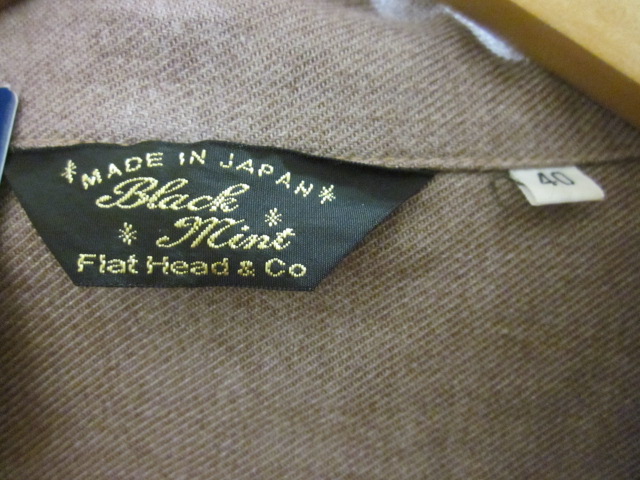 MADE IN JAPAN
Black
Mint
Flat Head & Co
40